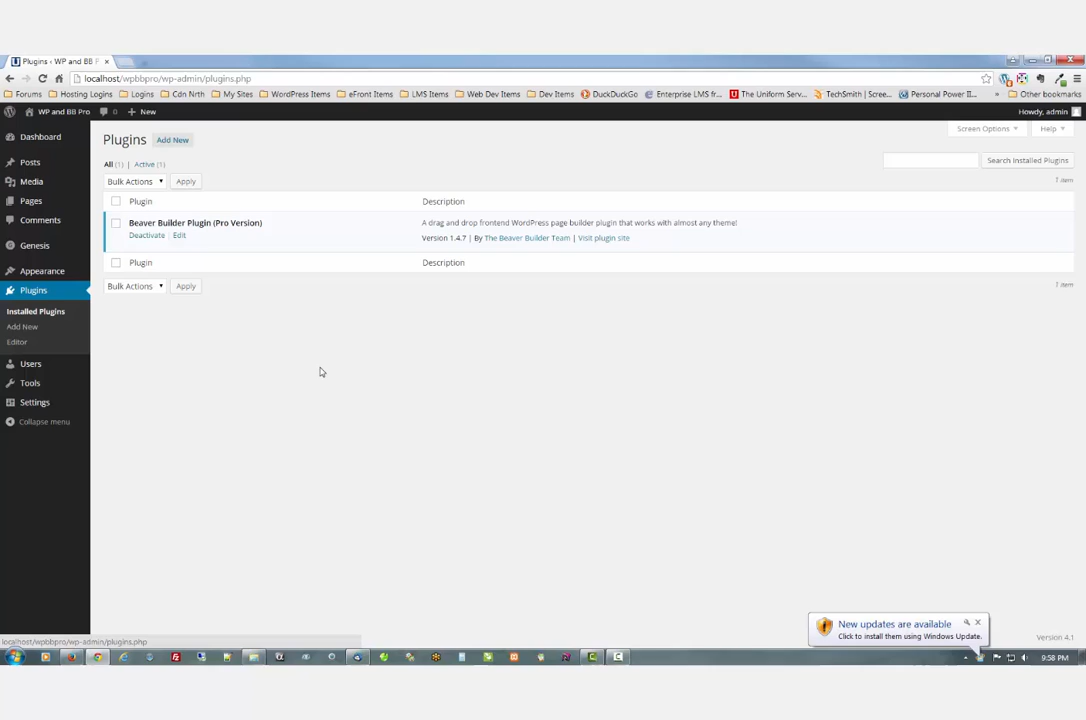 Plugins ‹ WP and BB P
localhost/wpbbpro/wp-admin/plugins.php
Forums Hosting Logins Logins Cdn Nrth My Sites WordPress Items eFront Items LMS Items Web Dev Items Dev Items DuckDuckGo Enterprise LMS fr... The Uniform Serv... TechSmith | Scree... Personal Power II... » Other bookmarks
WP and BB Pro 0 + New Howdy, admin
Dashboard
Posts
Media
Pages
Comments
Genesis
Appearance
Plugins
Installed Plugins
Add New
Editor
Users
Tools
Settings
Collapse menu
Screen Options Help
Plugins Add New
All (1) | Active (1)
Search Installed Plugins
Bulk Actions Apply
1 item
Plugin Description
Beaver Builder Plugin (Pro Version) A drag and drop frontend WordPress page builder plugin that works with almost any theme!
Deactivate | Edit Version 1.4.7 | By The Beaver Builder Team | Visit plugin site
Plugin Description
Bulk Actions Apply
1 item
New updates are available
Click to install them using Windows Update.
Version 4.1
localhost/wpbbpro/wp-admin/plugins.php
9:58 PM